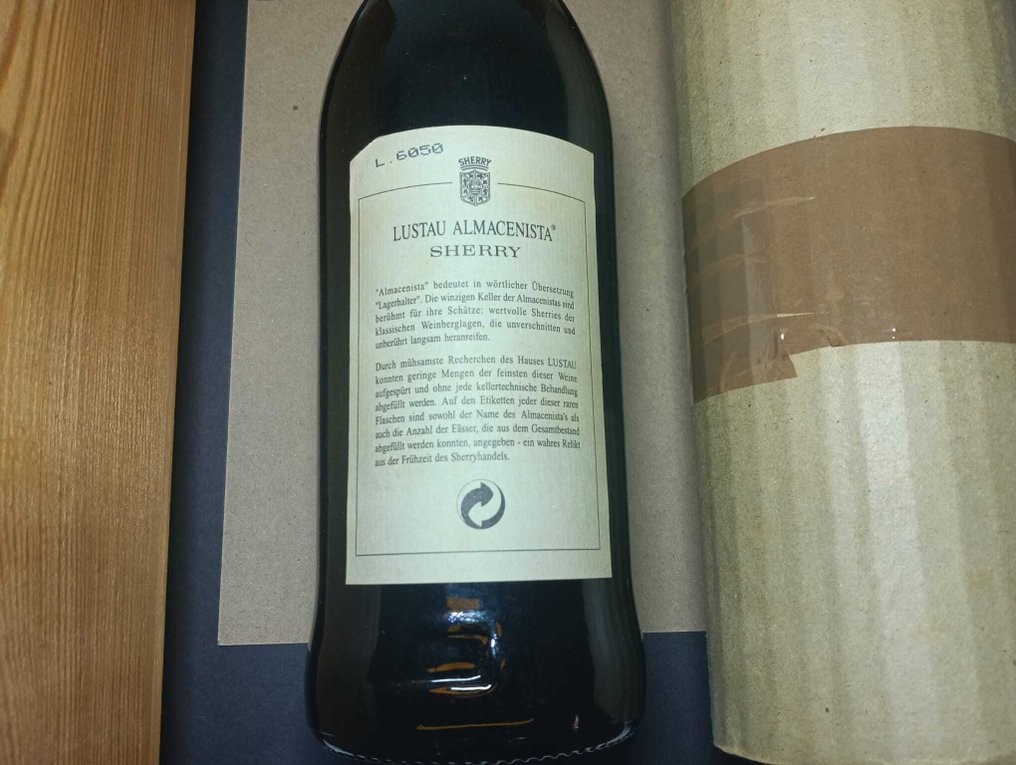 L.6050
SHERRY
LUSTAU ALMACENISTA®
SHERRY
"Almacenista" bedeutet in wörtlicher Übersetzung
"Lagerhalter". Die winzigen Keller der Almacenistas sind
berühmt für ihre Schätze: wertvolle Sherries der
klassischen Weinberglagen, die unverschnitten und
unberührt langsam heranreifen.
Durch mühsamste Recherchen des Hauses LUSTAU
konnten geringe Mengen der feinsten dieser Weine
aufgespürt und ohne jede kellertechnische Behandlung
abgefüllt werden. Auf den Etiketten jeder dieser raren
Flaschen sind sowohl der Name des Almacenista's als
auch die Anzahl der Fässer, die aus dem Gesamtbestand
abgefüllt werden konnten, angegeben - ein wahres Relikt
aus der Frühzeit des Sherryhandels.